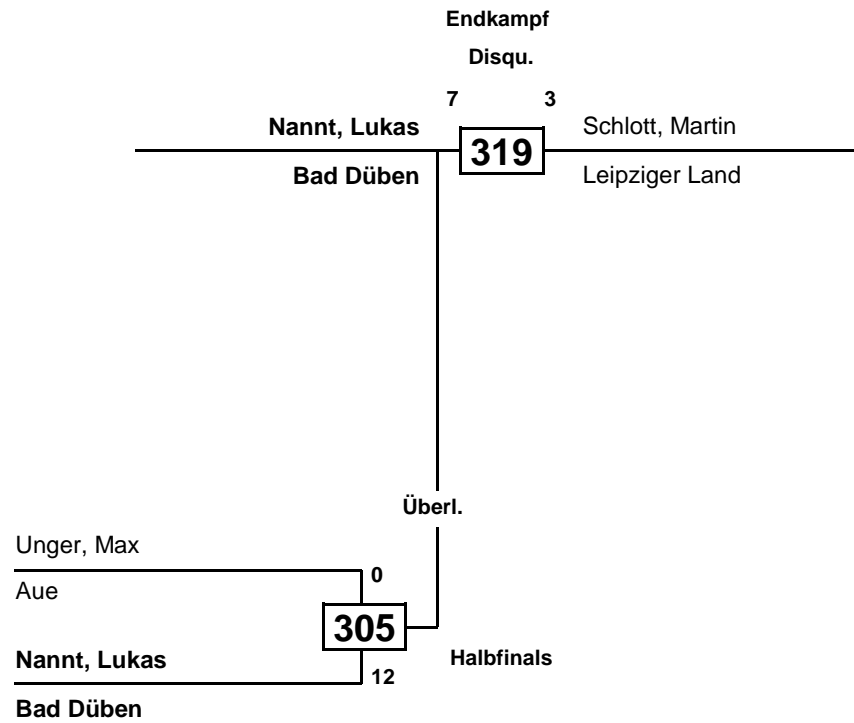 Endkampf
Disqu.
7 3
Nannt, Lukas 319 Schlott, Martin
Bad Düben Leipziger Land
Überl.
Unger, Max
0
Aue
305
Nannt, Lukas Halbfinals
12
Bad Düben